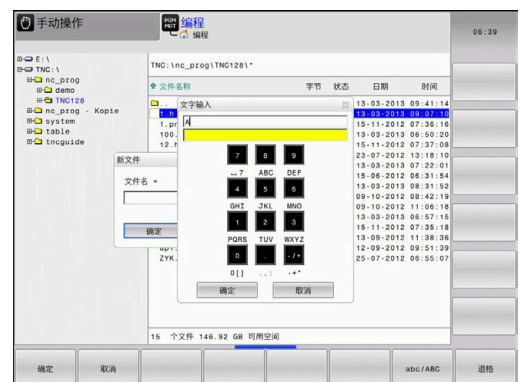 手动操作
PGM MGT
编程
编程
06:39
E:\
TNC:\
nc_prog
demo
TNC128
nc_prog - Kopie
system
table
tncguide
TNC:\nc_prog\TNC128\*
文件名称 字节 状态 日期 时间
.. 13-03-2013 09:41:14
1.h 13-03-2013 09:07:10
15-11-2012 07:36:16
100. 13-03-2013 06:50:20
12.h 15-11-2012 07:37:08
23-07-2012 13:18:10
13-03-2013 07:22:01
15-06-2012 06:31:54
13-03-2013 08:31:52
09-10-2012 08:42:19
09-10-2012 11:06:18
13-03-2013 06:57:15
15-11-2012 07:35:18
13-09-2012 11:38:36
12-09-2012 09:51:39
ZYK. 25-07-2012 06:55:07
新文件
文件名 =
确定
文字输入
A
7 8 9
7 ABC DEF
4 5 6
GHI JKL MNO
1 2 3
PQRS TUV WXYZ
0 . -/+
0[] .,: -+*
确定 取消
15 个文件 146.92 GB 可用空间
确定 取消 abc/ABC 退格